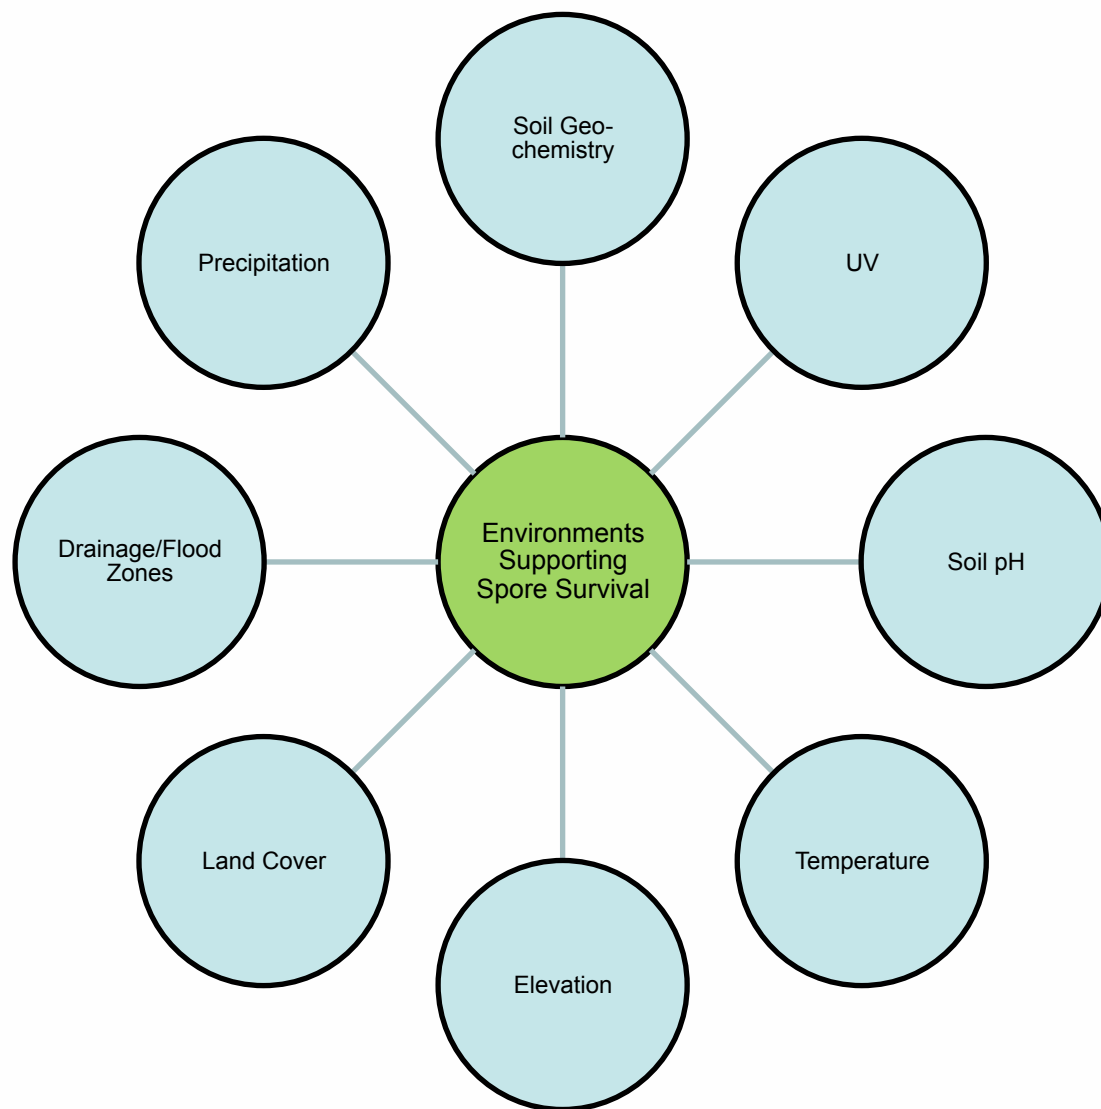 Soil Geo-
chemistry
Precipitation
UV
Drainage/Flood
Zones
Environments
Supporting
Spore Survival
Soil pH
Land Cover
Temperature
Elevation